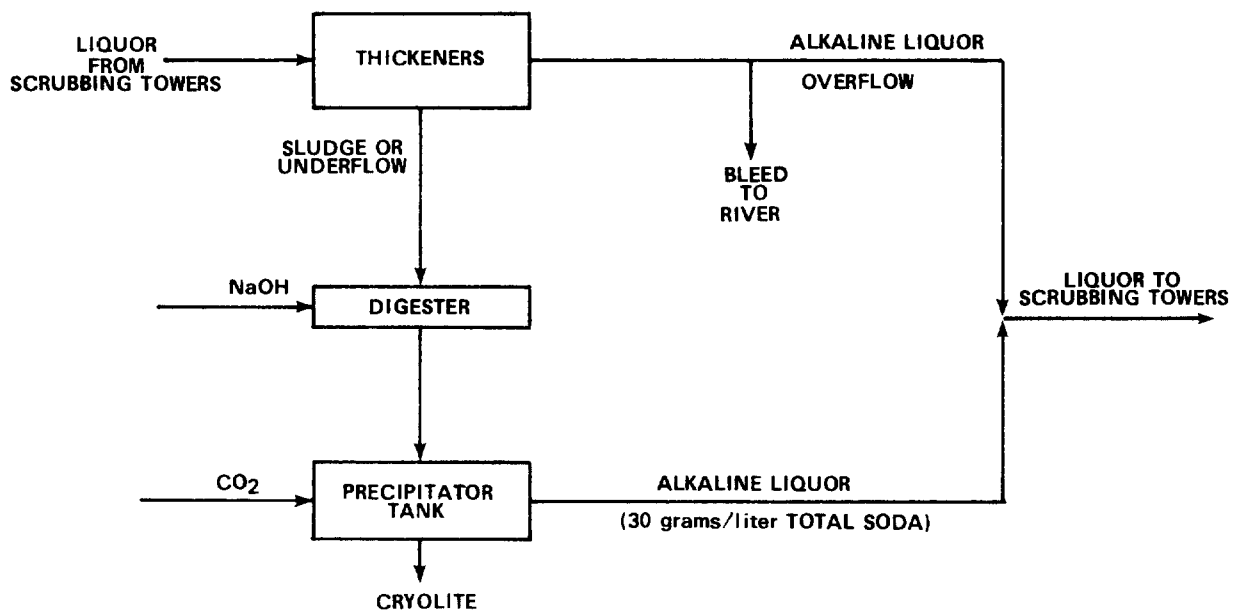 LIQUOR
FROM
SCRUBBING TOWERS
THICKENERS
ALKALINE LIQUOR
OVERFLOW
SLUDGE OR
UNDERFLOW
BLEED
TO
RIVER
NaOH
DIGESTER
LIQUOR TO
SCRUBBING TOWERS
CO2
PRECIPITATOR
TANK
ALKALINE LIQUOR
(30 grams/liter TOTAL SODA)
CRYOLITE